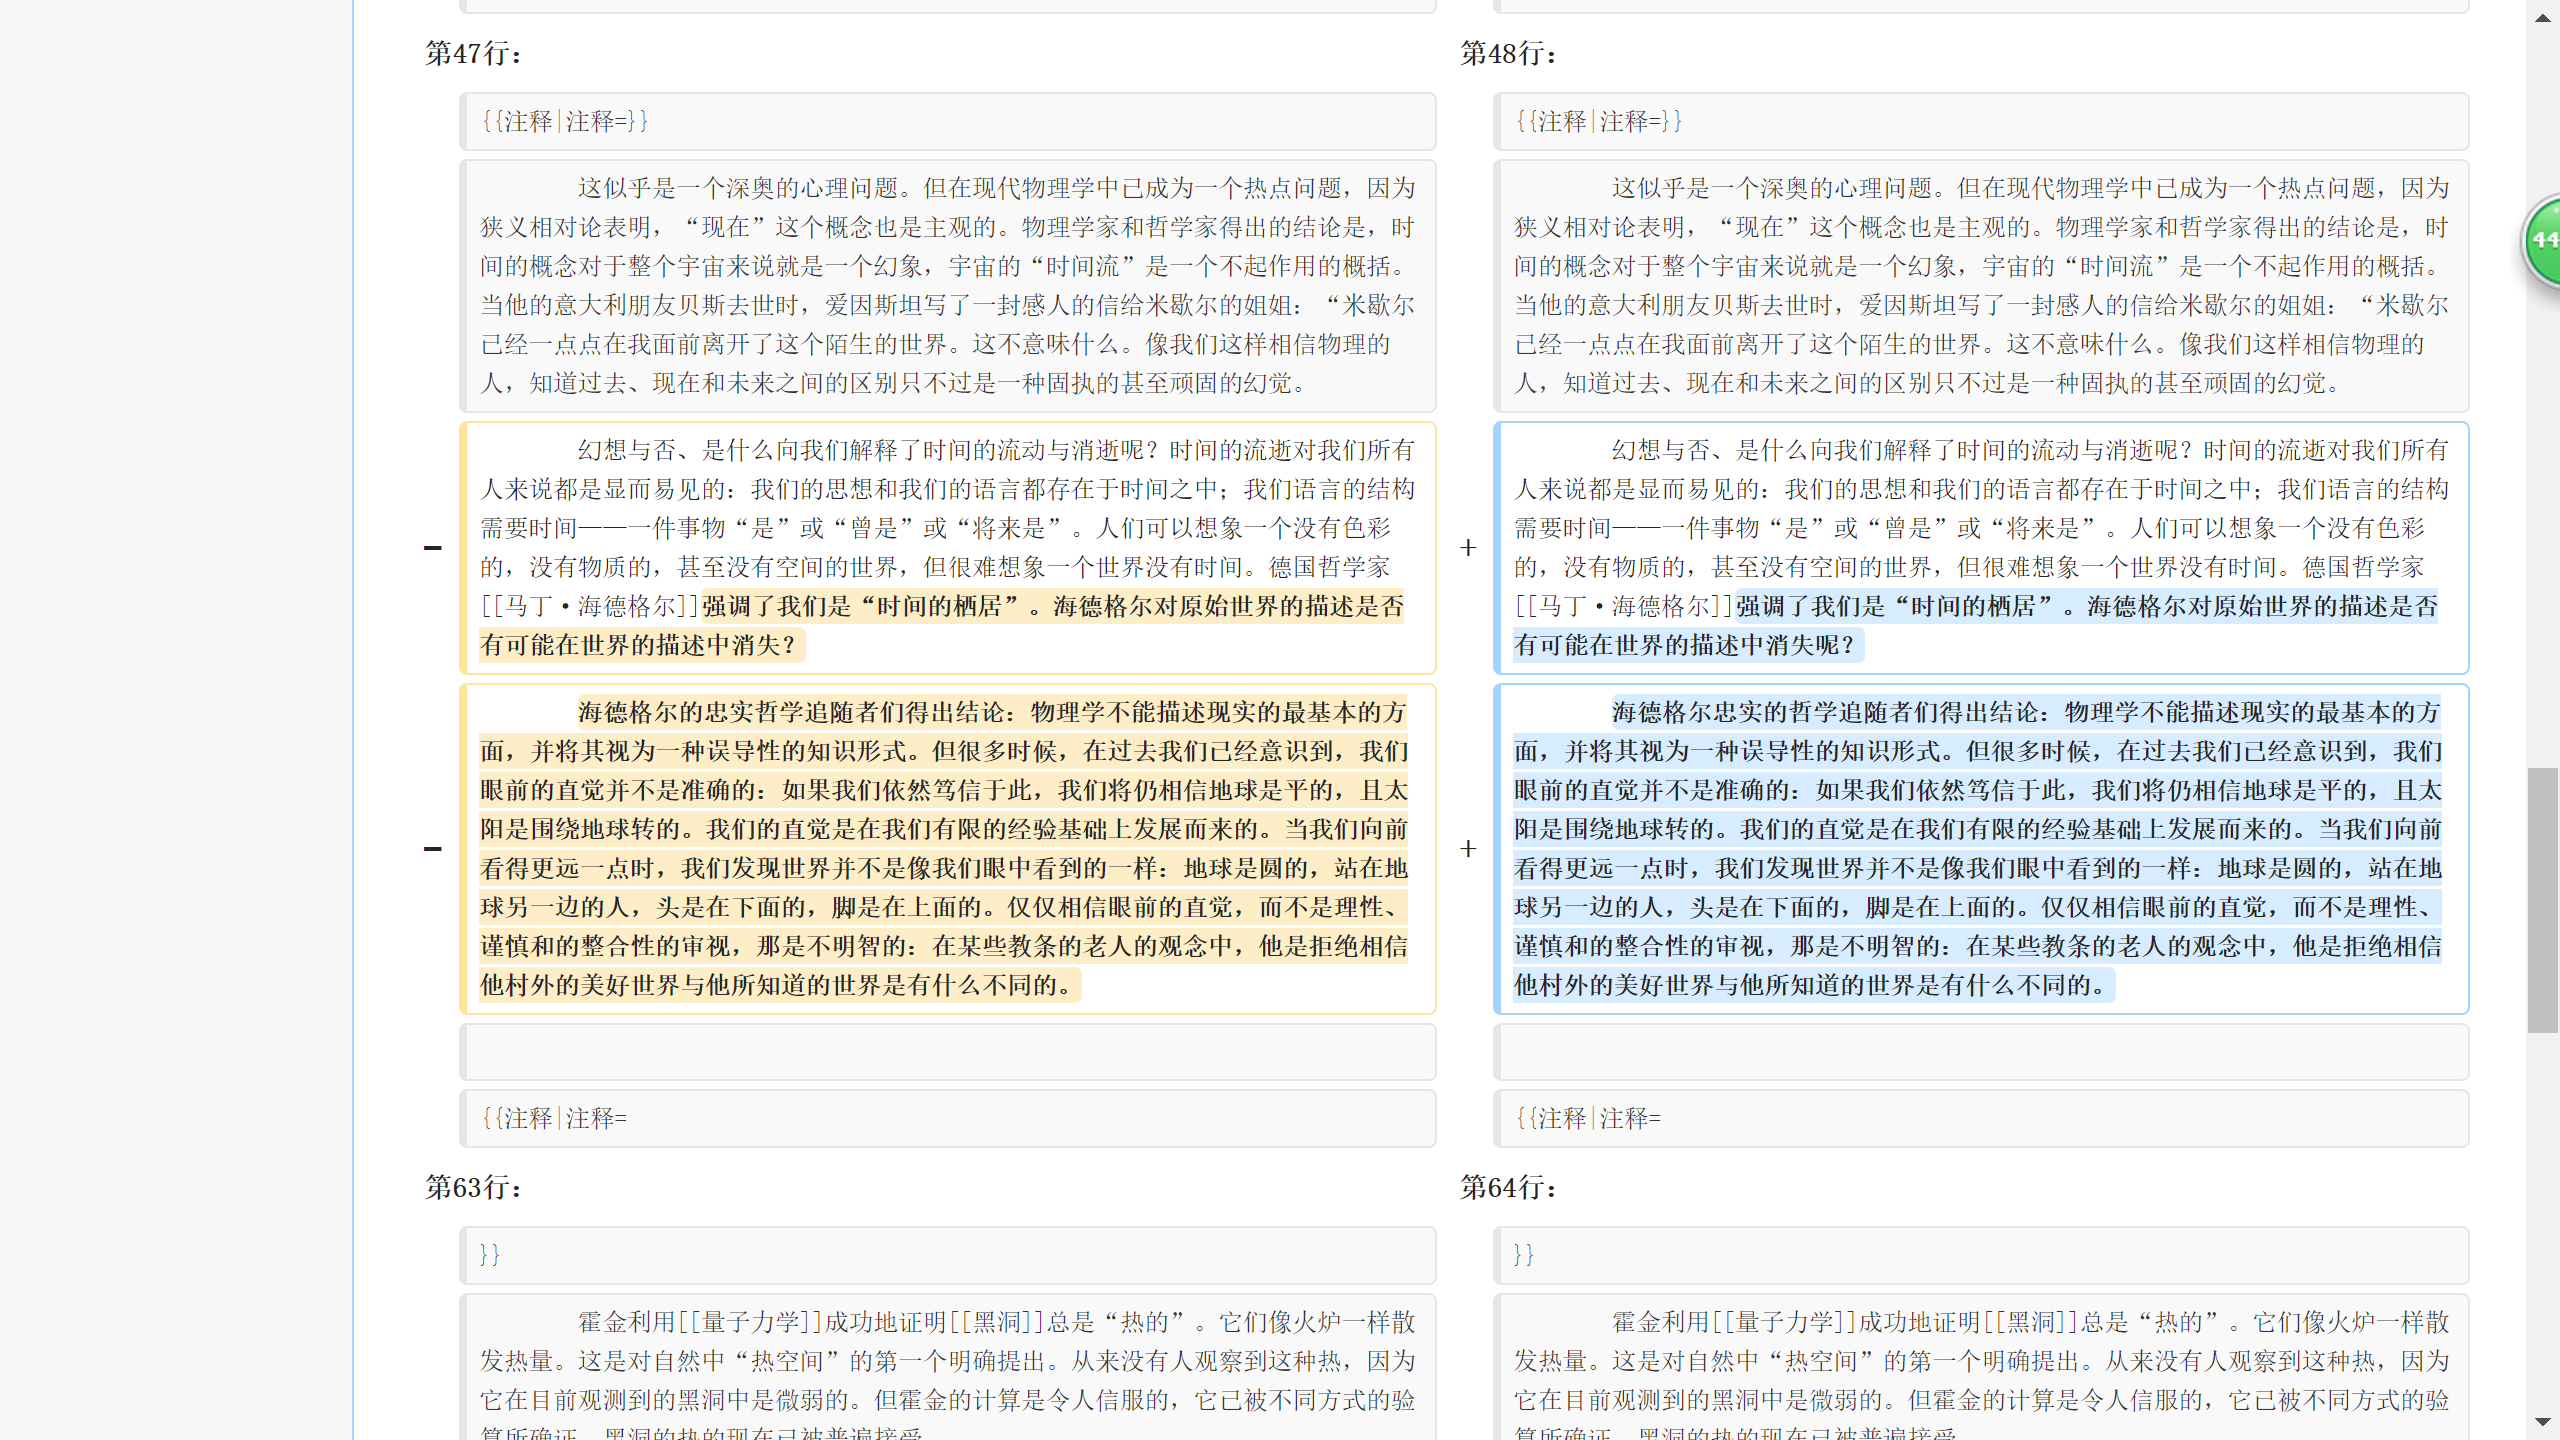 第47行：
{{注释|注释=}}
这似乎是一个深奥的心理问题。但在现代物理学中已成为一个热点问题，因为
狭义相对论表明，“现在”这个概念也是主观的。物理学家和哲学家得出的结论是，时
间的概念对于整个宇宙来说就是一个幻象，宇宙的“时间流”是一个不起作用的概括。
当他的意大利朋友贝斯去世时，爱因斯坦写了一封感人的信给米歇尔的姐姐：“米歇尔
已经一点点在我面前离开了这个陌生的世界。这不意味什么。像我们这样相信物理的
人，知道过去、现在和未来之间的区别只不过是一种固执的甚至顽固的幻觉。
−
幻想与否、是什么向我们解释了时间的流动与消逝呢？时间的流逝对我们所有
人来说都是显而易见的：我们的思想和我们的语言都存在于时间之中；我们语言的结构
需要时间——一件事物“是”或“曾是”或“将来是”。人们可以想象一个没有色彩
的，没有物质的，甚至没有空间的世界，但很难想象一个世界没有时间。德国哲学家
[[马丁·海德格尔]]强调了我们是“时间的栖居”。海德格尔对原始世界的描述是否
有可能在世界的描述中消失？
−
海德格尔的忠实哲学追随者们得出结论：物理学不能描述现实的最基本的方
面，并将其视为一种误导性的知识形式。但很多时候，在过去我们已经意识到，我们
眼前的直觉并不是准确的：如果我们依然笃信于此，我们将仍相信地球是平的，且太
阳是围绕地球转的。我们的直觉是在我们有限的经验基础上发展而来的。当我们向前
看得更远一点时，我们发现世界并不是像我们眼中看到的一样：地球是圆的，站在地
球另一边的人，头是在下面的，脚是在上面的。仅仅相信眼前的直觉，而不是理性、
谨慎和的整合性的审视，那是不明智的：在某些教条的老人的观念中，他是拒绝相信
他村外的美好世界与他所知道的世界是有什么不同的。
{{注释|注释=
第63行：
}}
霍金利用[[量子力学]]成功地证明[[黑洞]]总是“热的”。它们像火炉一样散
发热量。这是对自然中“热空间”的第一个明确提出。从来没有人观察到这种热，因为
它在目前观测到的黑洞中是微弱的。但霍金的计算是令人信服的，它已被不同方式的验
算所确证，黑洞的热的现在已被普遍接受
第48行：
{{注释|注释=}}
这似乎是一个深奥的心理问题。但在现代物理学中已成为一个热点问题，因为
狭义相对论表明，“现在”这个概念也是主观的。物理学家和哲学家得出的结论是，时
间的概念对于整个宇宙来说就是一个幻象，宇宙的“时间流”是一个不起作用的概括。
当他的意大利朋友贝斯去世时，爱因斯坦写了一封感人的信给米歇尔的姐姐：“米歇尔
已经一点点在我面前离开了这个陌生的世界。这不意味什么。像我们这样相信物理的
人，知道过去、现在和未来之间的区别只不过是一种固执的甚至顽固的幻觉。
+
幻想与否、是什么向我们解释了时间的流动与消逝呢？时间的流逝对我们所有
人来说都是显而易见的：我们的思想和我们的语言都存在于时间之中；我们语言的结构
需要时间——一件事物“是”或“曾是”或“将来是”。人们可以想象一个没有色彩
的，没有物质的，甚至没有空间的世界，但很难想象一个世界没有时间。德国哲学家
[[马丁·海德格尔]]强调了我们是“时间的栖居”。海德格尔对原始世界的描述是否
有可能在世界的描述中消失呢？
+
海德格尔忠实的哲学追随者们得出结论：物理学不能描述现实的最基本的方
面，并将其视为一种误导性的知识形式。但很多时候，在过去我们已经意识到，我们
眼前的直觉并不是准确的：如果我们依然笃信于此，我们将仍相信地球是平的，且太
阳是围绕地球转的。我们的直觉是在我们有限的经验基础上发展而来的。当我们向前
看得更远一点时，我们发现世界并不是像我们眼中看到的一样：地球是圆的，站在地
球另一边的人，头是在下面的，脚是在上面的。仅仅相信眼前的直觉，而不是理性、
谨慎和的整合性的审视，那是不明智的：在某些教条的老人的观念中，他是拒绝相信
他村外的美好世界与他所知道的世界是有什么不同的。
{{注释|注释=
第64行：
}}
霍金利用[[量子力学]]成功地证明[[黑洞]]总是“热的”。它们像火炉一样散
发热量。这是对自然中“热空间”的第一个明确提出。从来没有人观察到这种热，因为
它在目前观测到的黑洞中是微弱的。但霍金的计算是令人信服的，它已被不同方式的验
算所确证，黑洞的热的现在已被普遍接受
44